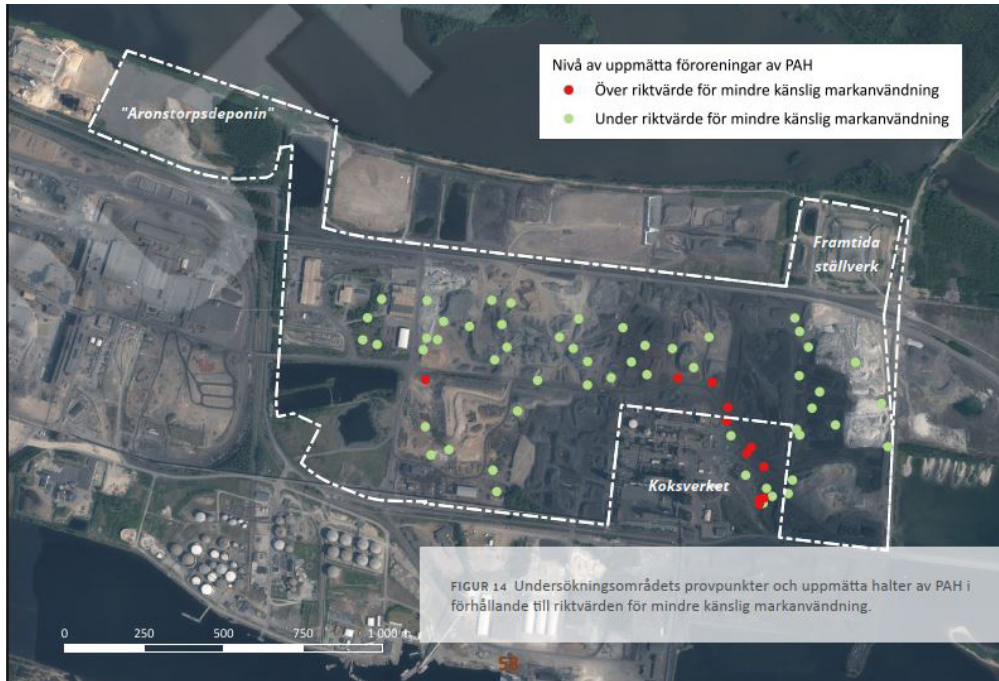 Nivå av uppmätta föroreningar av PAH
Över riktvärde för mindre känslig markanvändning
Under riktvärde för mindre känslig markanvändning
"Aronstorpsdeponin"
Framtida
ställverk
Koksverket
FIGUR 14 Undersökningsområdets provpunkter och uppmätta halter av PAH i
förhållande till riktvärden för mindre känslig markanvändning.
0 250 500 750 1 000
58